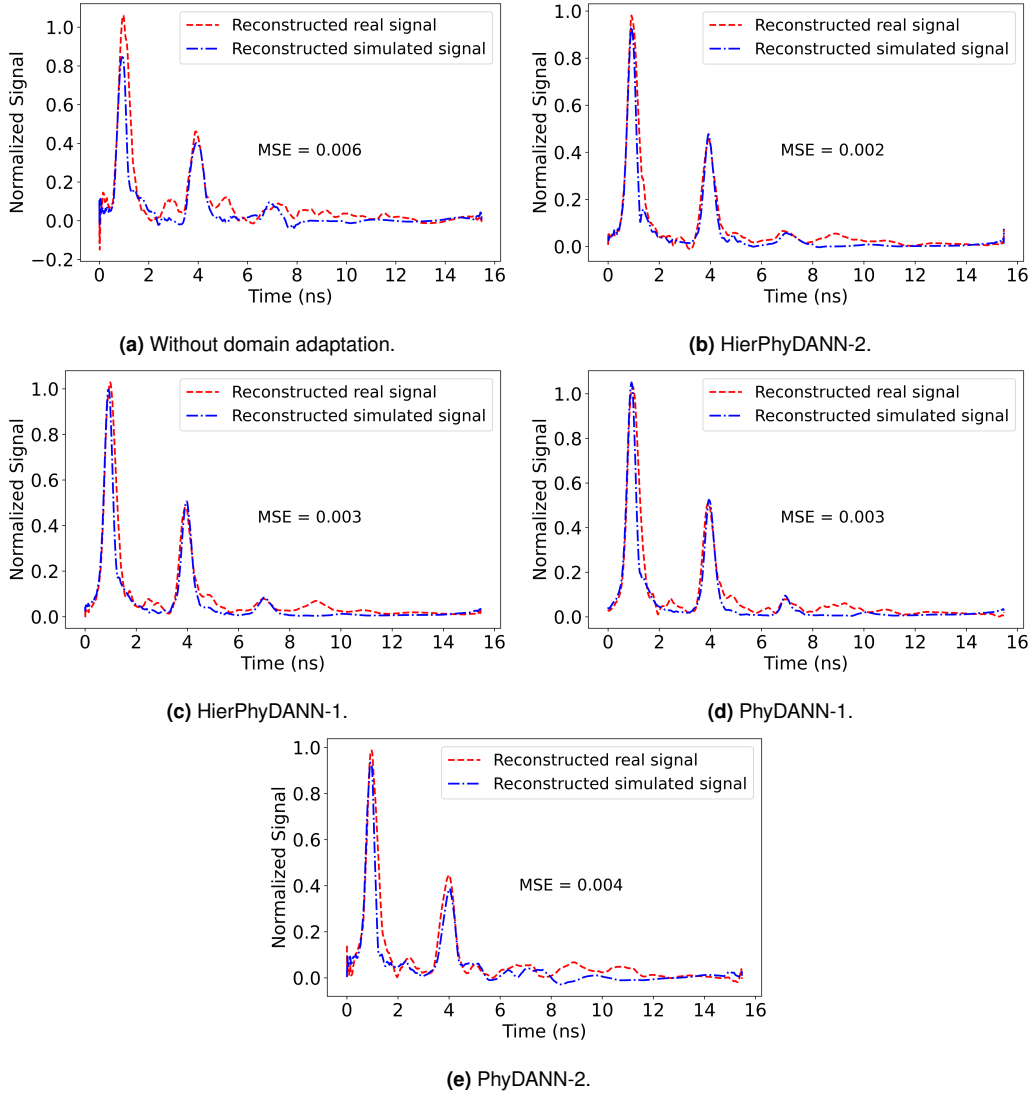 Normalized Signal
1.0
0.8
0.6
0.4
0.2
0.0
−0.2
Reconstructed real signal
Reconstructed simulated signal
MSE = 0.006
0 2 4 6 8 10 12 14 16
Time (ns)
(a) Without domain adaptation.
Normalized Signal
1.0
0.8
0.6
0.4
0.2
0.0
Reconstructed real signal
Reconstructed simulated signal
MSE = 0.002
0 2 4 6 8 10 12 14 16
Time (ns)
(b) HierPhyDANN-2.
Normalized Signal
1.0
0.8
0.6
0.4
0.2
0.0
Reconstructed real signal
Reconstructed simulated signal
MSE = 0.003
0 2 4 6 8 10 12 14 16
Time (ns)
(c) HierPhyDANN-1.
Normalized Signal
1.0
0.8
0.6
0.4
0.2
0.0
Reconstructed real signal
Reconstructed simulated signal
MSE = 0.003
0 2 4 6 8 10 12 14 16
Time (ns)
(d) PhyDANN-1.
Normalized Signal
1.0
0.8
0.6
0.4
0.2
0.0
Reconstructed real signal
Reconstructed simulated signal
MSE = 0.004
0 2 4 6 8 10 12 14 16
Time (ns)
(e) PhyDANN-2.